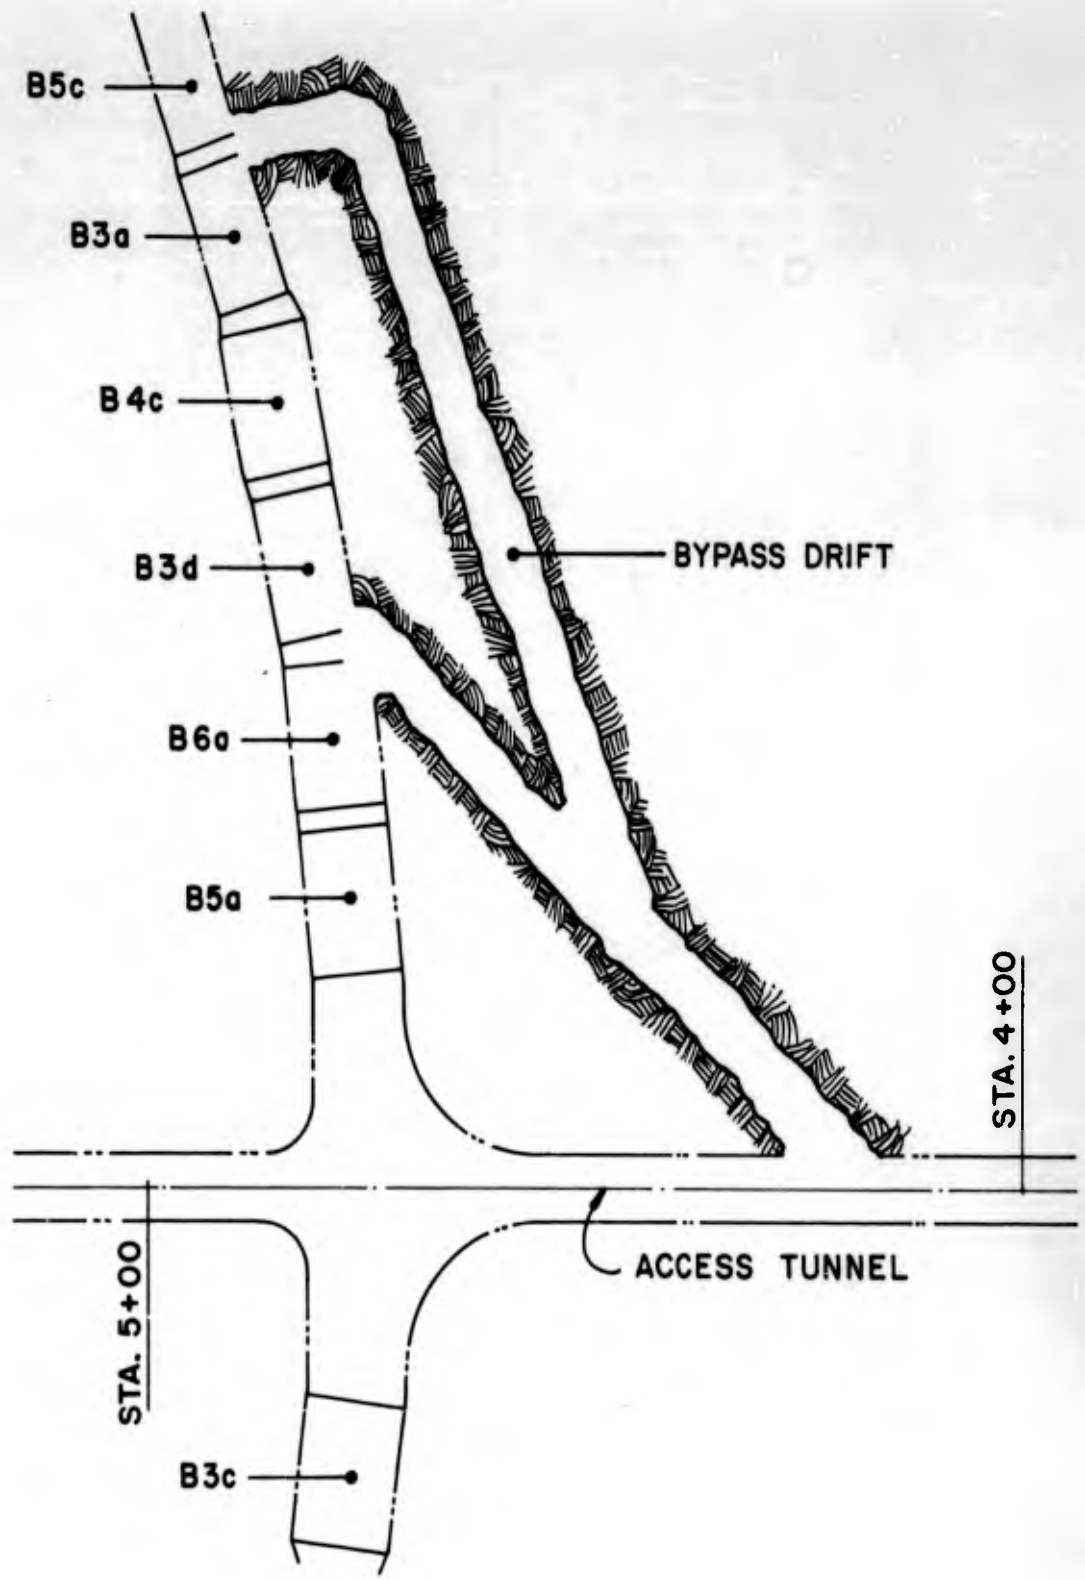 B5c
B3a
B4c
B3d
BYPASS DRIFT
B6a
B5a
STA. 4+00
ACCESS TUNNEL
STA. 5+00
B3c